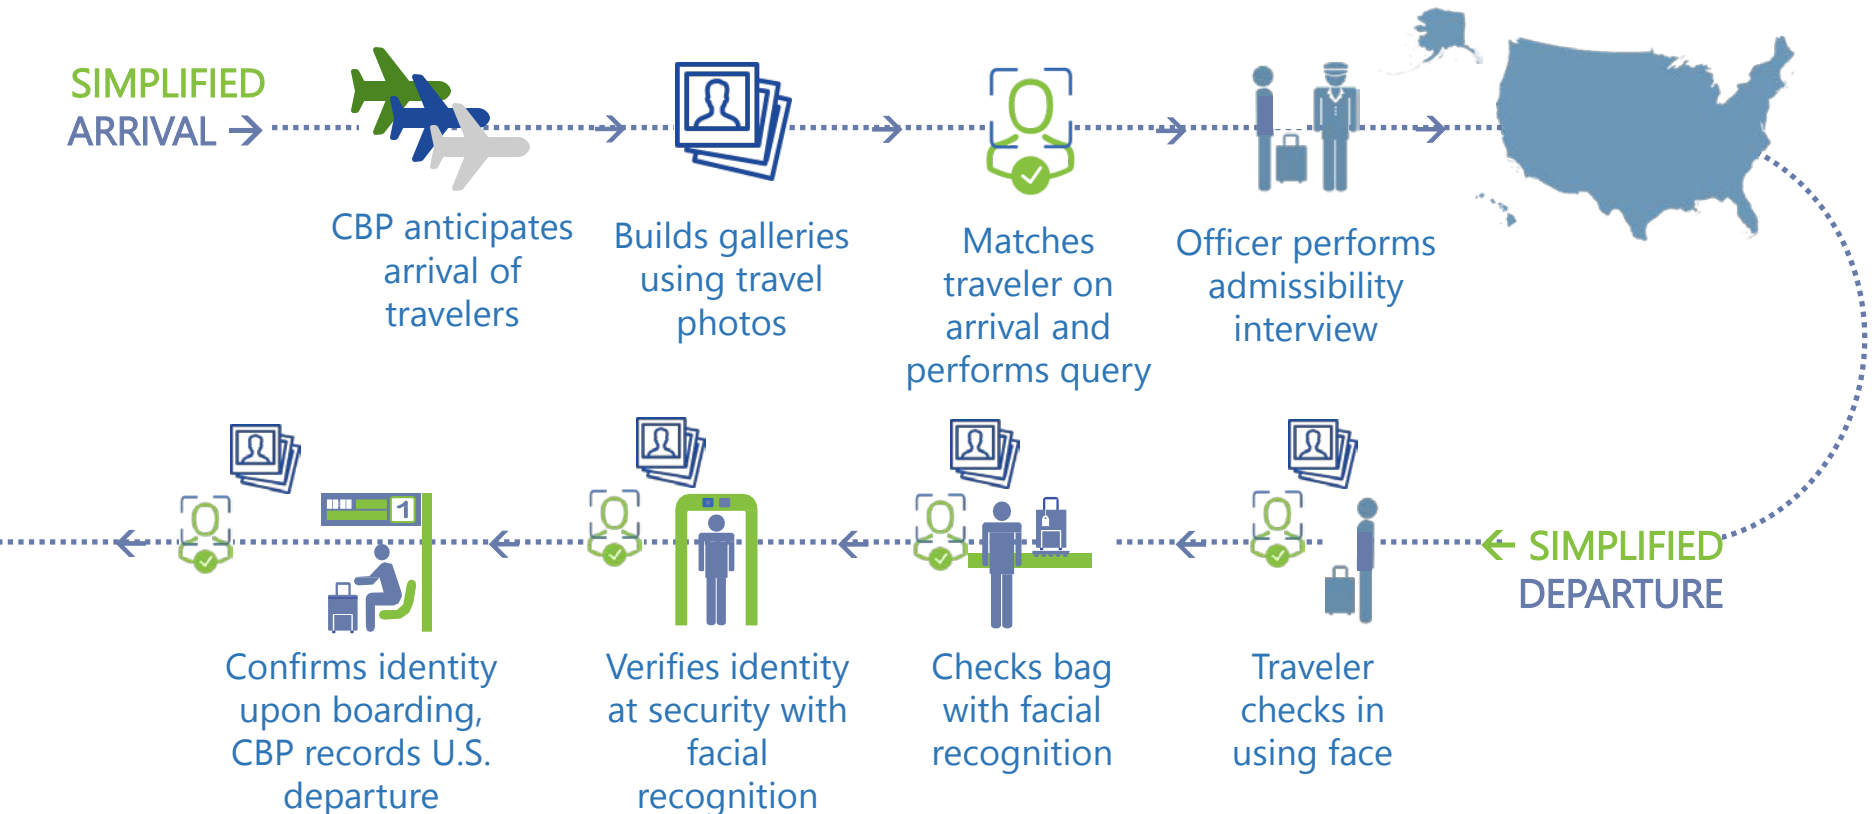 SIMPLIFIED
ARRIVAL
CBP anticipates
arrival of
travelers
Builds galleries
using travel
photos
Matches
traveler on
arrival and
performs query
Officer performs
admissibility
interview
SIMPLIFIED
DEPARTURE
Traveler
checks in
using face
Checks bag
with facial
recognition
Verifies identity
at security with
facial
recognition
1
Confirms identity
upon boarding,
CBP records U.S.
departure